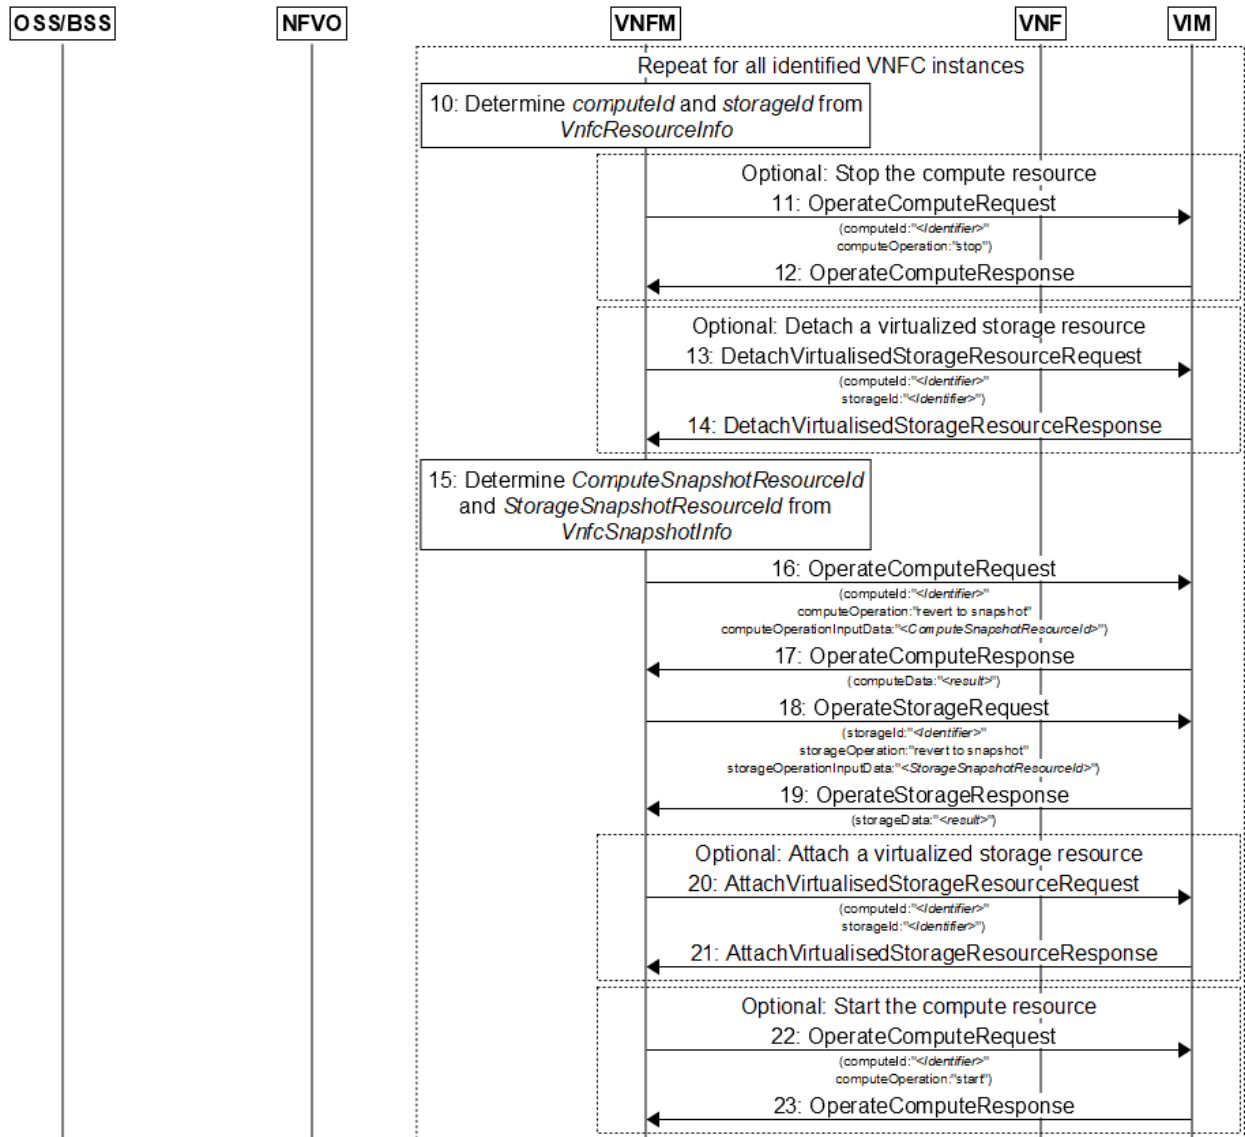 OSS/BSS NFVO VNFM VNF VIM
Repeat for all identified VNFC instances
10: Determine computeId and storageId from
VnfcResourceInfo
Optional: Stop the compute resource
11: OperateComputeRequest
(computeId:"<Identifier>"
computeOperation:"stop")
12: OperateComputeResponse
Optional: Detach a virtualized storage resource
13: DetachVirtualisedStorageResourceRequest
(computeId:"<Identifier>"
storageId:"<Identifier>")
14: DetachVirtualisedStorageResourceResponse
15: Determine ComputeSnapshotResourceId
and StorageSnapshotResourceId from
VnfcSnapshotInfo
16: OperateComputeRequest
(computeId:"<Identifier>"
computeOperation:"revert to snapshot"
computeOperationInputData:"<ComputeSnapshotResourceId>")
17: OperateComputeResponse
(computeData:"<result>")
18: OperateStorageRequest
(storageId:"<Identifier>"
storageOperation:"revert to snapshot"
storageOperationInputData:"<StorageSnapshotResourceId>")
19: OperateStorageResponse
(storageData:"<result>")
Optional: Attach a virtualized storage resource
20: AttachVirtualisedStorageResourceRequest
(computeId:"<Identifier>"
storageId:"<Identifier>")
21: AttachVirtualisedStorageResourceResponse
Optional: Start the compute resource
22: OperateComputeRequest
(computeId:"<Identifier>"
computeOperation:"start")
23: OperateComputeResponse